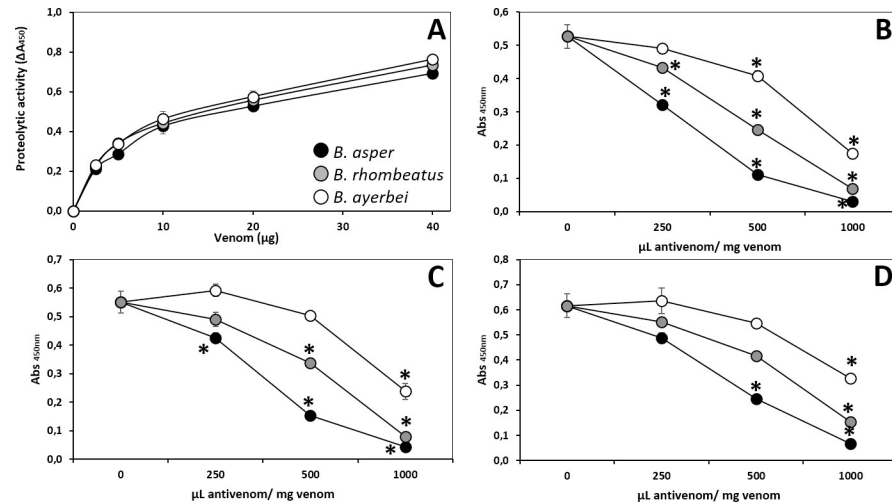 A
Proteolytic activity (ΔA₄₅₀)
1,0
0,8
0,6
0,4
0,2
0,0
B. asper
B. rhombeatus
B. ayerbei
0 10 20 30 40
Venom (µg)
B
Abs 450nm
0,6
0,5
0,4
0,3
0,2
0,1
0,0
* * *
* * *
* * *
0 250 500 1000
µL antivenom/ mg venom
C
Abs 450nm
0,7
0,6
0,5
0,4
0,3
0,2
0,1
0,0
* * *
* * *
*
0 250 500 1000
µL antivenom/ mg venom
D
Abs 450nm
0,8
0,7
0,6
0,5
0,4
0,3
0,2
0,1
0,0
* * * *
0 250 500 1000
µL antivenom/ mg venom